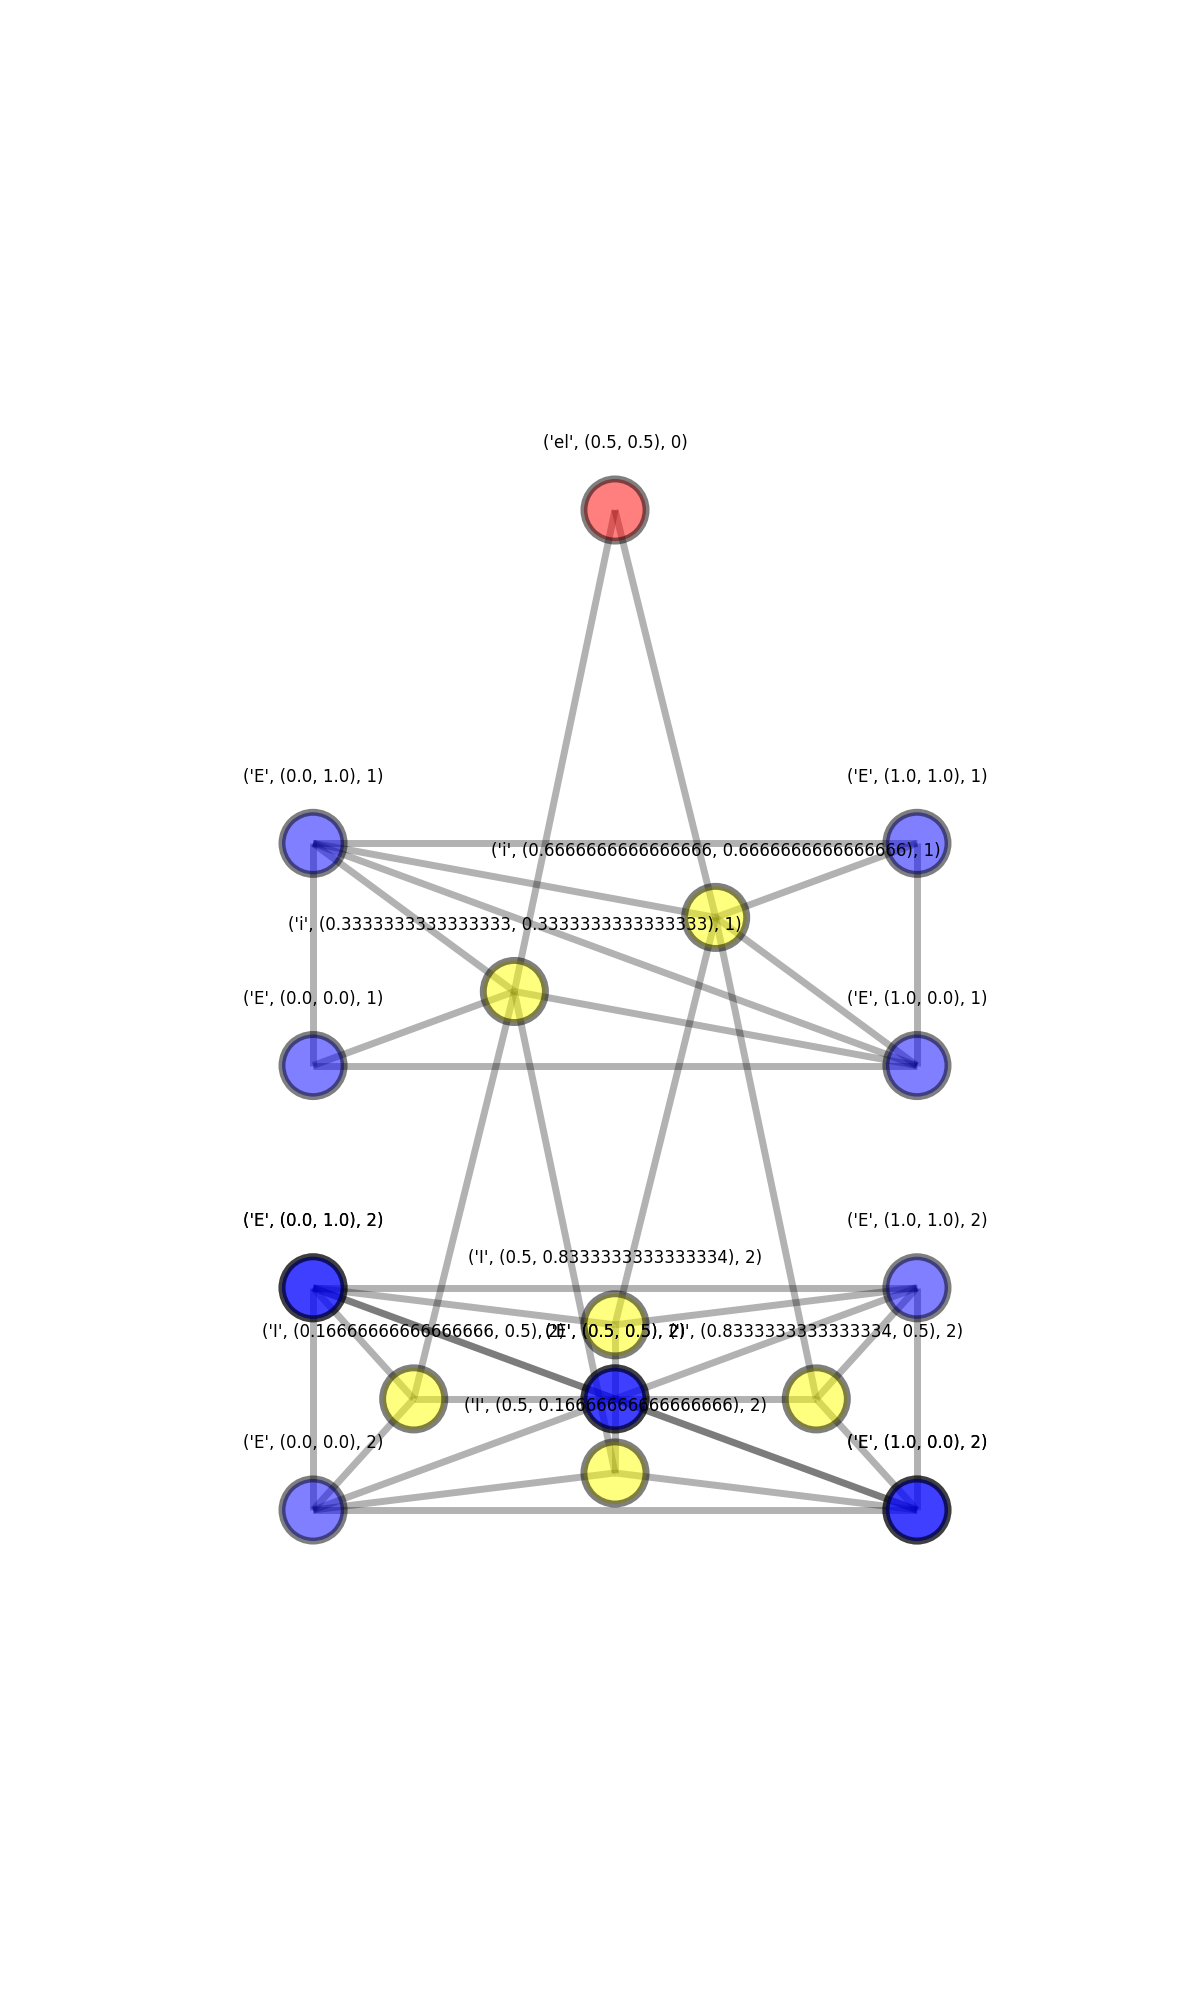 ('el', (0.5, 0.5), 0)
('E', (0.0, 1.0), 1)
('E', (1.0, 1.0), 1)
('i', (0.6666666666666666, 0.6666666666666666), 1)
('i', (0.3333333333333333, 0.3333333333333333), 1)
('E', (0.0, 0.0), 1)
('E', (1.0, 0.0), 1)
('E', (0.0, 1.0), 2)
('E', (1.0, 1.0), 2)
('I', (0.5, 0.8333333333333334), 2)
('I', (0.16666666666666666, 0.5), 2)
('E', (0.5, 0.5), 2)
('I', (0.8333333333333334, 0.5), 2)
('I', (0.5, 0.16666666666666666), 2)
('E', (0.0, 0.0), 2)
('E', (1.0, 0.0), 2)